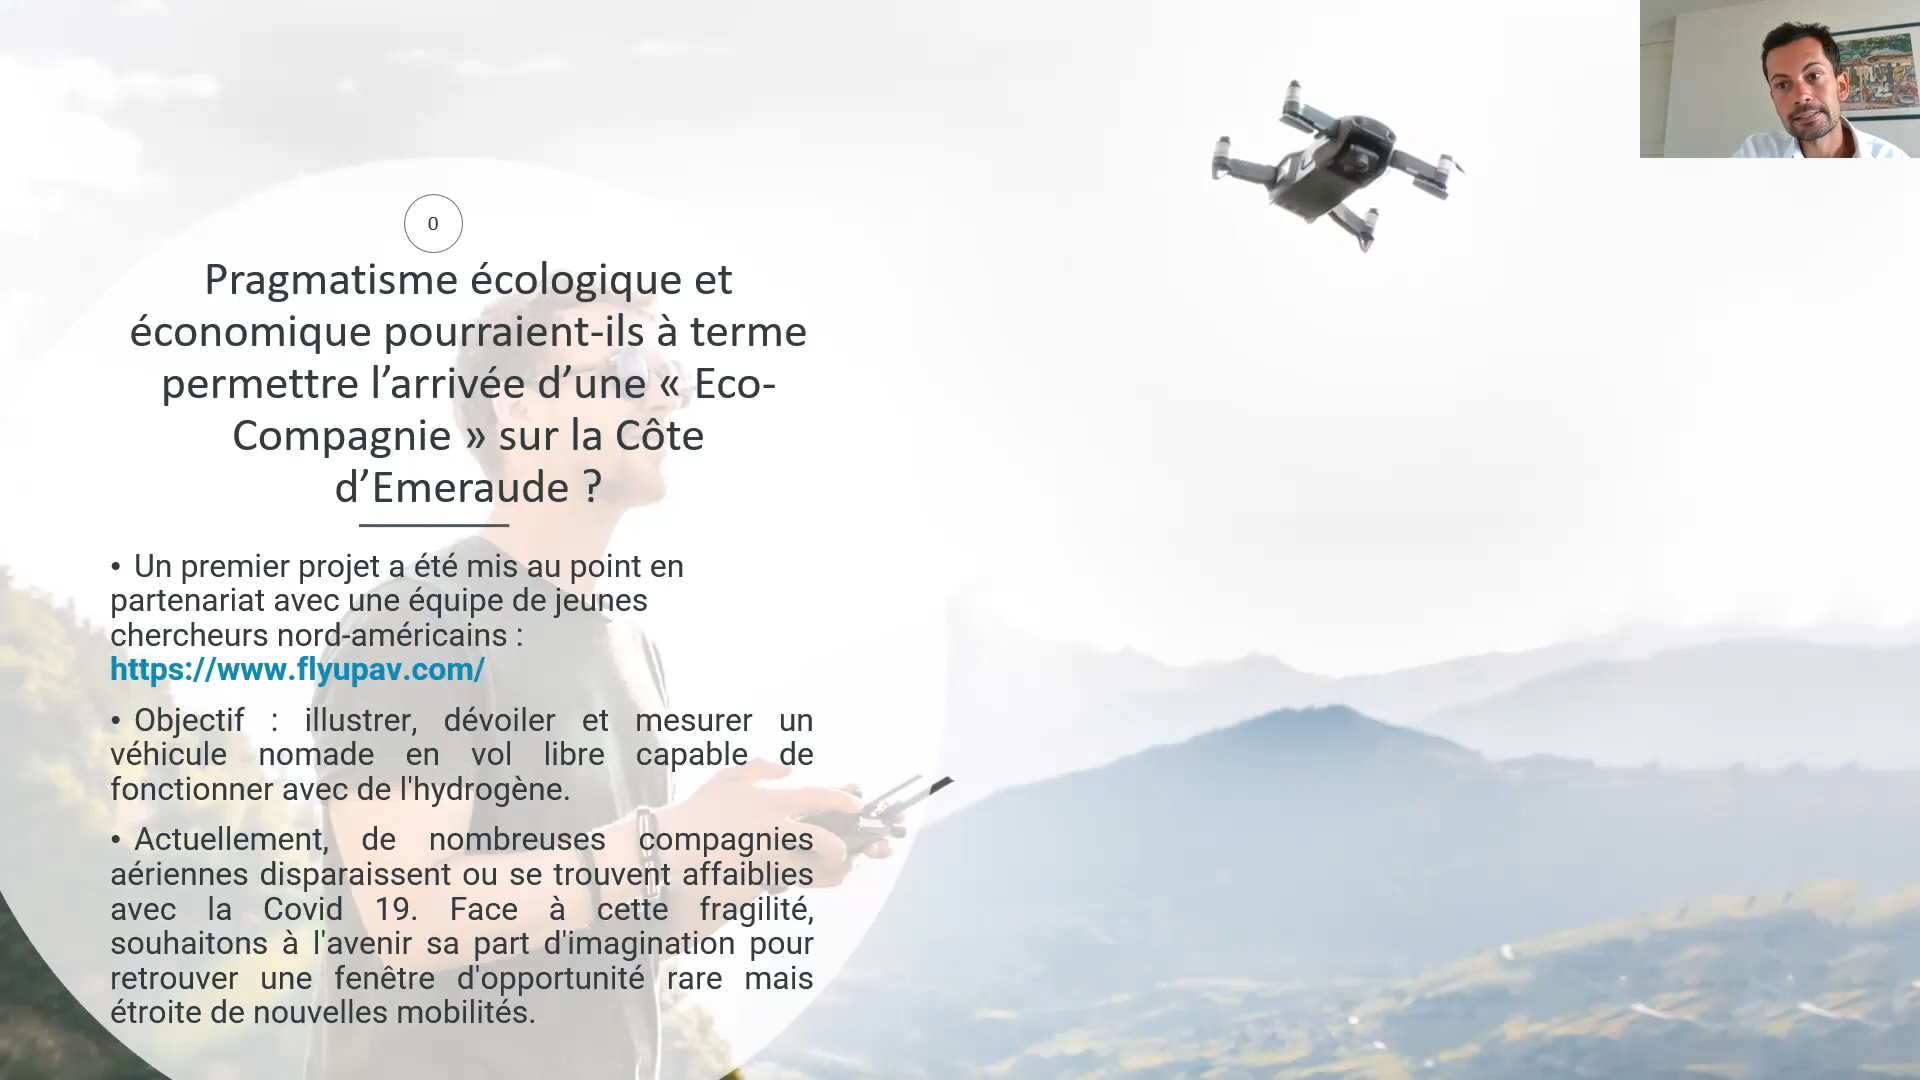 0
Pragmatisme écologique et
économique pourraient-ils à terme
permettre l’arrivée d’une « Eco-
Compagnie » sur la Côte
d’Emeraude ?
• Un premier projet a été mis au point en
partenariat avec une équipe de jeunes
chercheurs nord-américains :
https://www.flyupav.com/
• Objectif : illustrer, dévoiler et mesurer un
véhicule nomade en vol libre capable de
fonctionner avec de l'hydrogène.
• Actuellement, de nombreuses compagnies
aériennes disparaissent ou se trouvent affaiblies
avec la Covid 19. Face à cette fragilité,
souhaitons à l'avenir sa part d'imagination pour
retrouver une fenêtre d'opportunité rare mais
étroite de nouvelles mobilités.